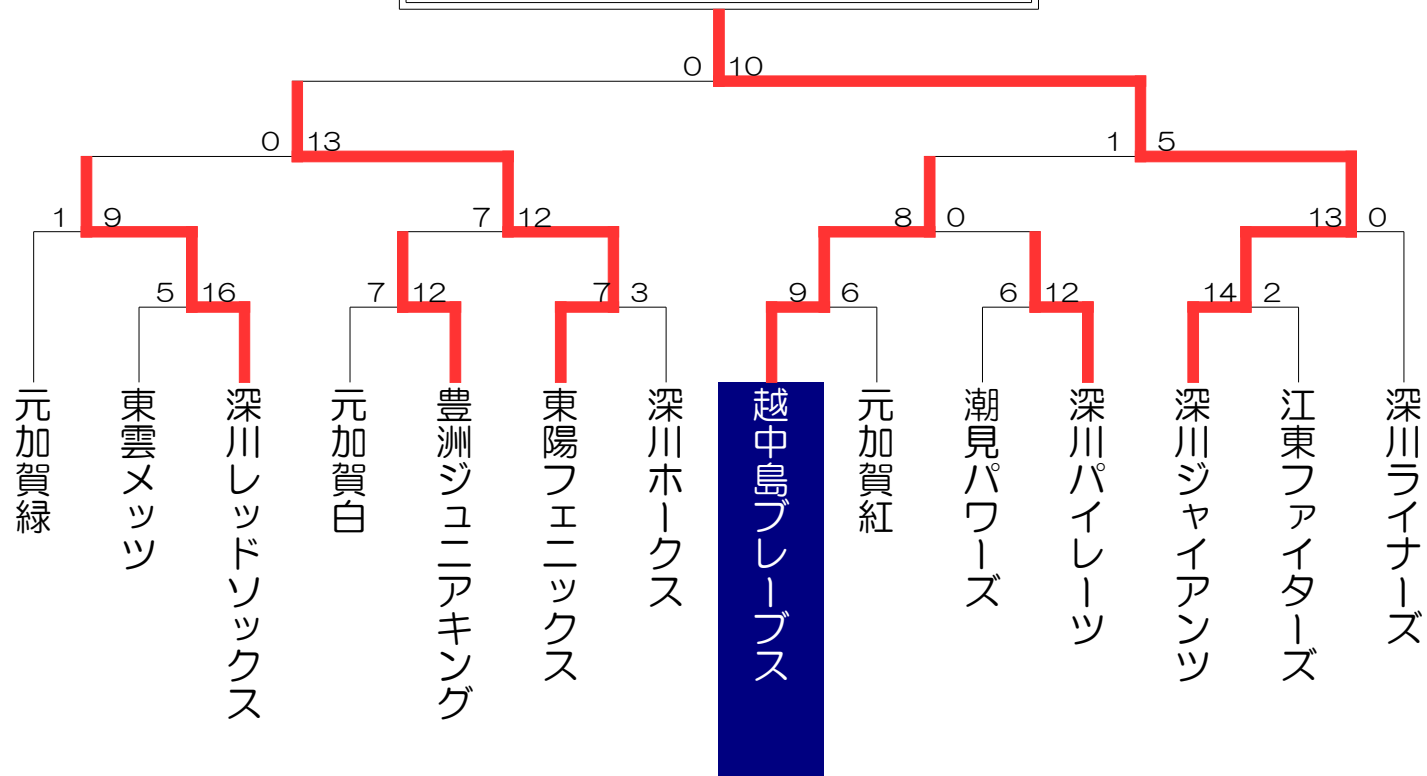 0 10
0 13
1 5
1 9
7 12
8 0
13 0
5 16
7 12
7 3
9 6
6 12
14 2
元加賀緑
東雲メッツ
深川レッドソックス
元加賀白
豊洲ジュニアキング
東陽フェニックス
深川ホークス
越中島ブレーブス
元加賀紅
潮見パワーズ
深川パイレーツ
深川ジャイアンツ
江東ファイターズ
深川ライナーズ